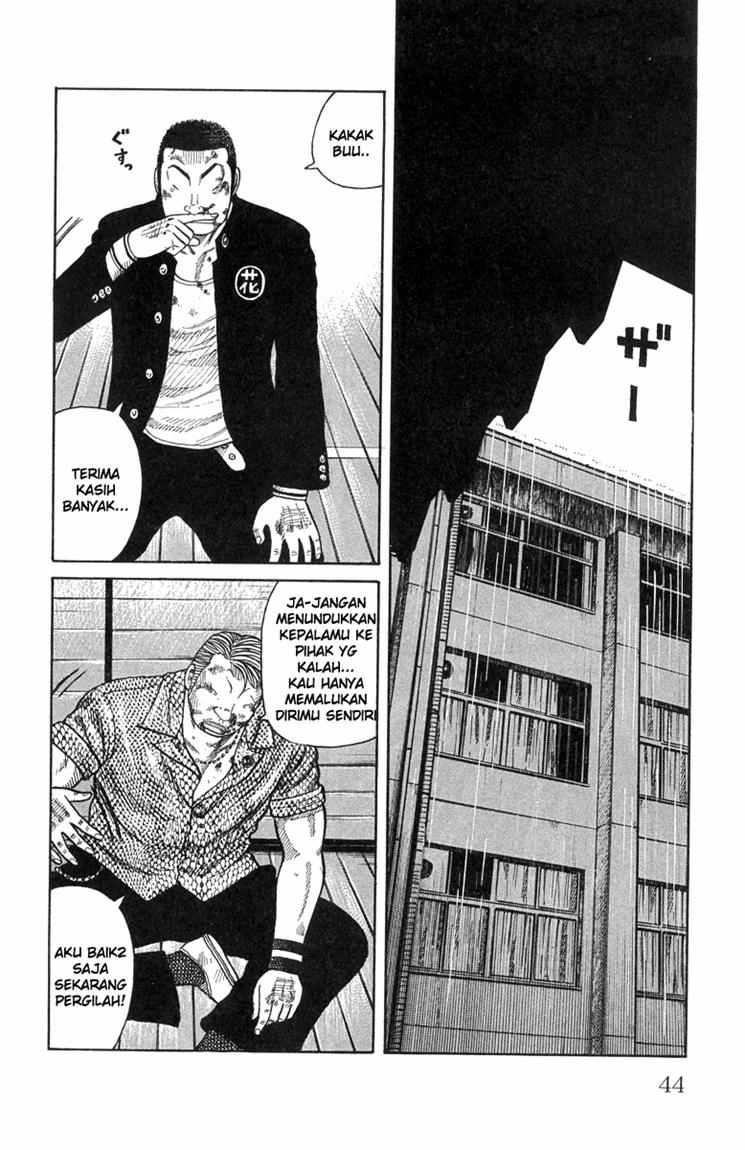 ザー
KAKAK
BUU..
ぐすっ
花
TERIMA
KASIH
BANYAK...
JA-JANGAN
MENUNDUKKAN
KEPALAMU KE
PIHAK YG
KALAH...
KAU HANYA
MEMALUKAN
DIRIMU SENDIRI
AKU BAIK2
SAJA
SEKARANG
PERGILAH!
44